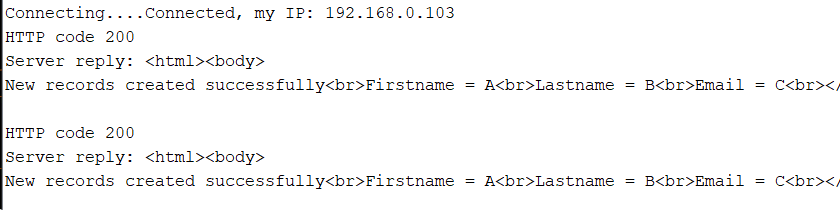 Connecting....Connected, my IP: 192.168.0.103
HTTP code 200
Server reply: <html><body>
New records created successfully<br>Firstname = A<br>Lastname = B<br>Email = C<br></
HTTP code 200
Server reply: <html><body>
New records created successfully<br>Firstname = A<br>Lastname = B<br>Email = C<br></